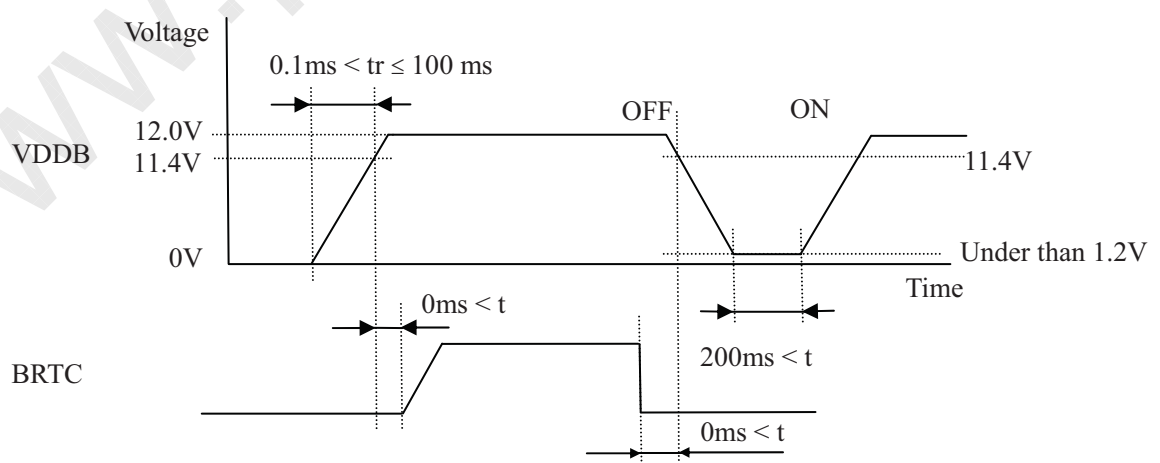 Voltage
0.1ms < tr ≤ 100 ms
OFF
ON
12.0V
VDDB
11.4V
11.4V
0V
Under than 1.2V
Time
0ms < t
200ms < t
BRTC
0ms < t